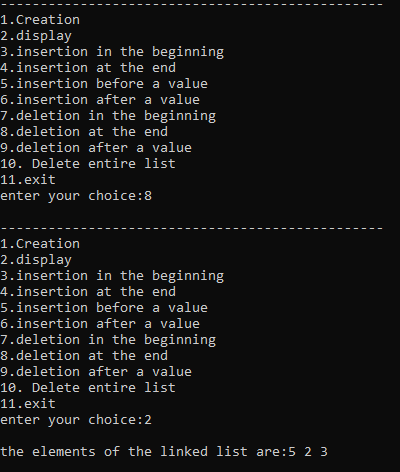 ------------------------------------------------
1.Creation
2.display
3.insertion in the beginning
4.insertion at the end
5.insertion before a value
6.insertion after a value
7.deletion in the beginning
8.deletion at the end
9.deletion after a value
10. Delete entire list
11.exit
enter your choice:8
------------------------------------------------
1.Creation
2.display
3.insertion in the beginning
4.insertion at the end
5.insertion before a value
6.insertion after a value
7.deletion in the beginning
8.deletion at the end
9.deletion after a value
10. Delete entire list
11.exit
enter your choice:2
the elements of the linked list are:5 2 3